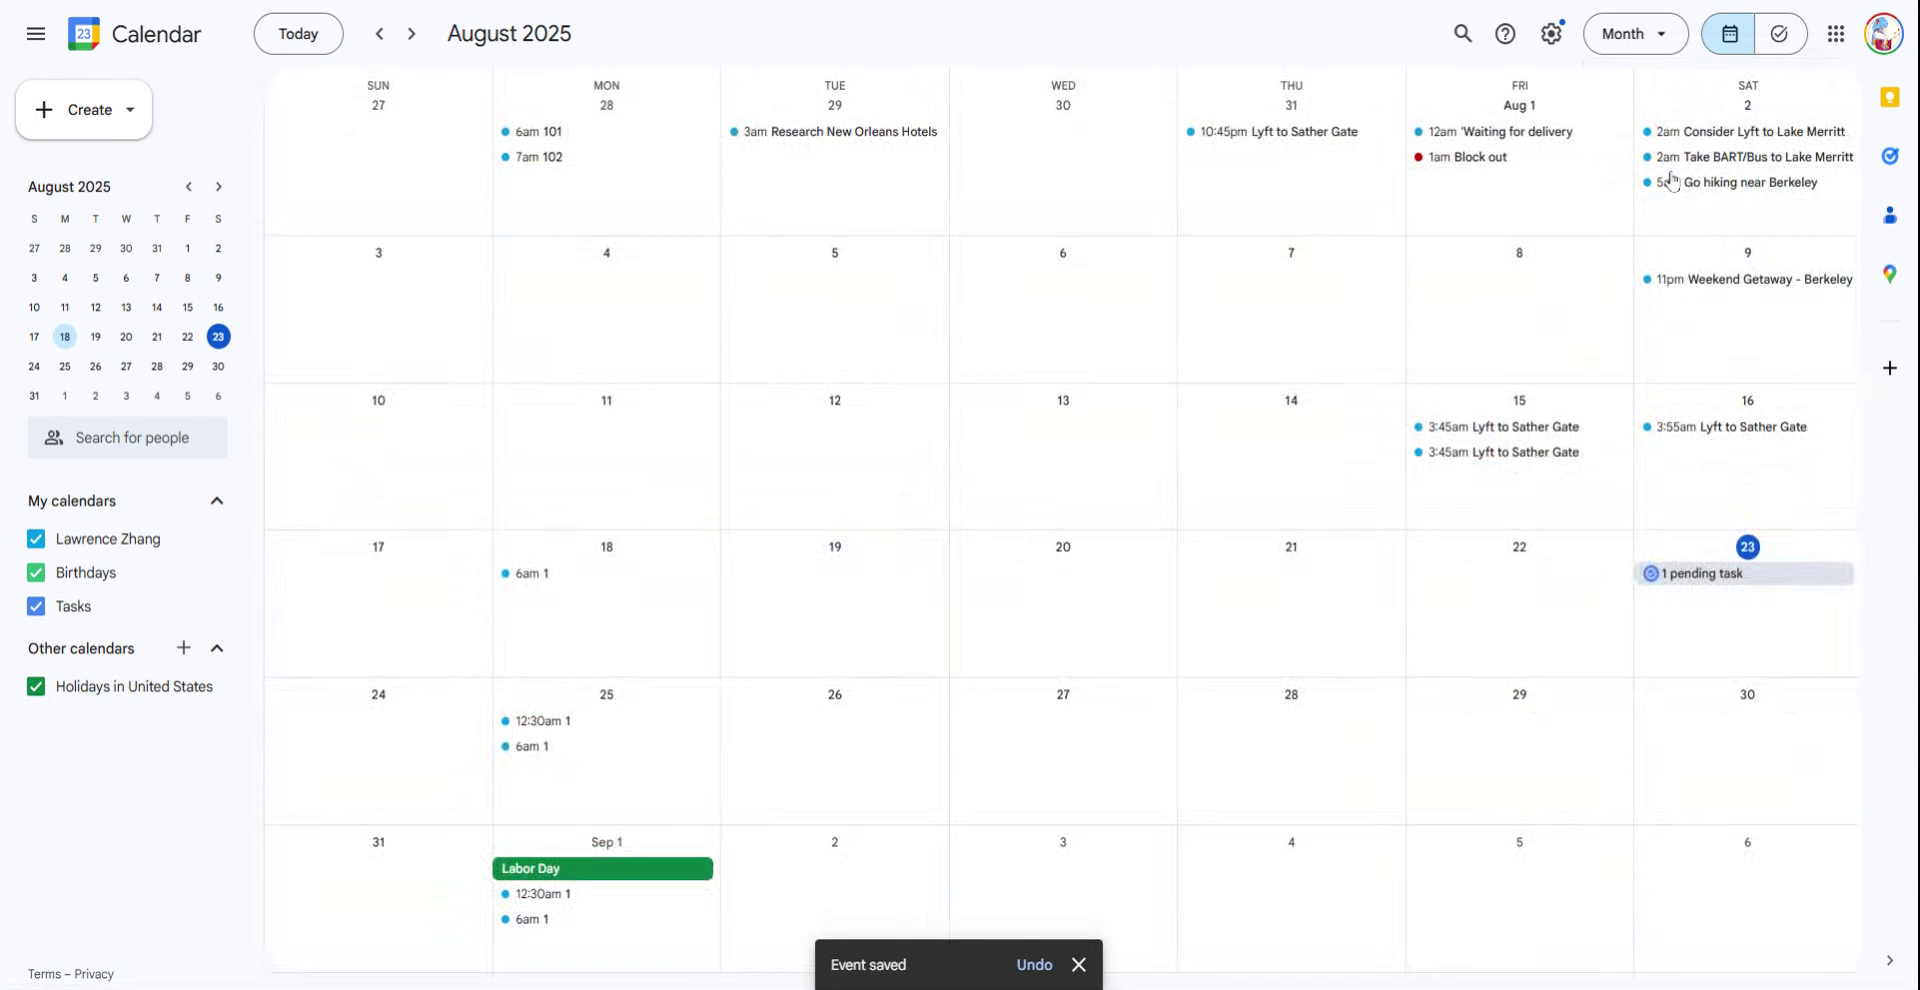 23 Calendar
Today
August 2025
Month
Create
August 2025
S M T W T F S
27 28 29 30 31 1 2
3 4 5 6 7 8 9
10 11 12 13 14 15 16
17 18 19 20 21 22 23
24 25 26 27 28 29 30
31 1 2 3 4 5 6
Search for people
My calendars
Lawrence Zhang
Birthdays
Tasks
Other calendars
Holidays in United States
Terms – Privacy
SUN MON TUE WED THU FRI SAT
27 28 29 30 31 Aug 1 2
6am 101
7am 102
3am Research New Orleans Hotels
10:45pm Lyft to Sather Gate
12am 'Waiting for delivery
1am Block out
2am Consider Lyft to Lake Merritt
2am Take BART/Bus to Lake Merritt
Go hiking near Berkeley
3 4 5 6 7 8 9
11pm Weekend Getaway - Berkeley
10 11 12 13 14 15 16
3:45am Lyft to Sather Gate
3:45am Lyft to Sather Gate
3:55am Lyft to Sather Gate
17 18 19 20 21 22 23
6am 1
1 pending task
24 25 26 27 28 29 30
12:30am 1
6am 1
31 Sep 1 2 3 4 5 6
Labor Day
12:30am 1
6am 1
Event saved Undo